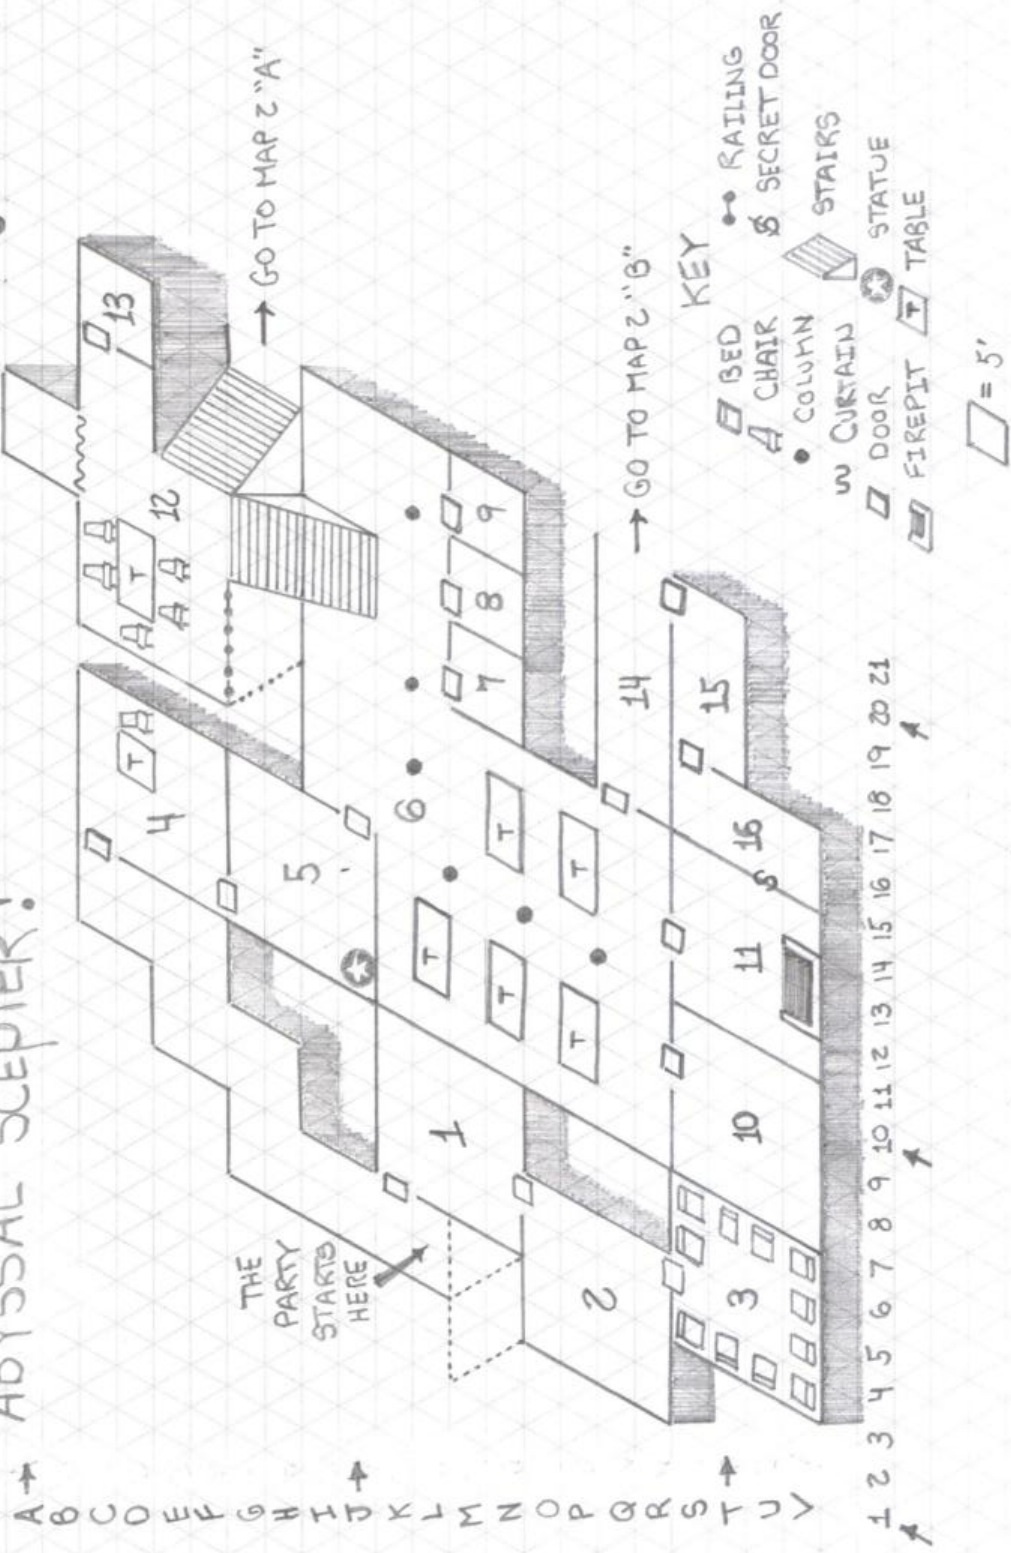 ABYSSAL SCEPTER!
A
B
C
D
E
F
G
H
I
J
K
L
M
N
O
P
Q
R
S
T
U
V
1 2 3 4 5 6 7 8 9 10 11 12 13 14 15 16 17 18 19 20 21
THE
PARTY
STARTS
HERE
1
2
3
4
T
5
6
T
T
T
T
T
7
8
9
10
11
S
16
12
T
13
14
15
→ GO TO MAP 2 "A"
→ GO TO MAP 2 "B"
KEY
BED
CHAIR
COLUMN
CURTAIN
DOOR
FIREPIT
RAILING
SECRET DOOR
STAIRS
STATUE
T TABLE
= 5'